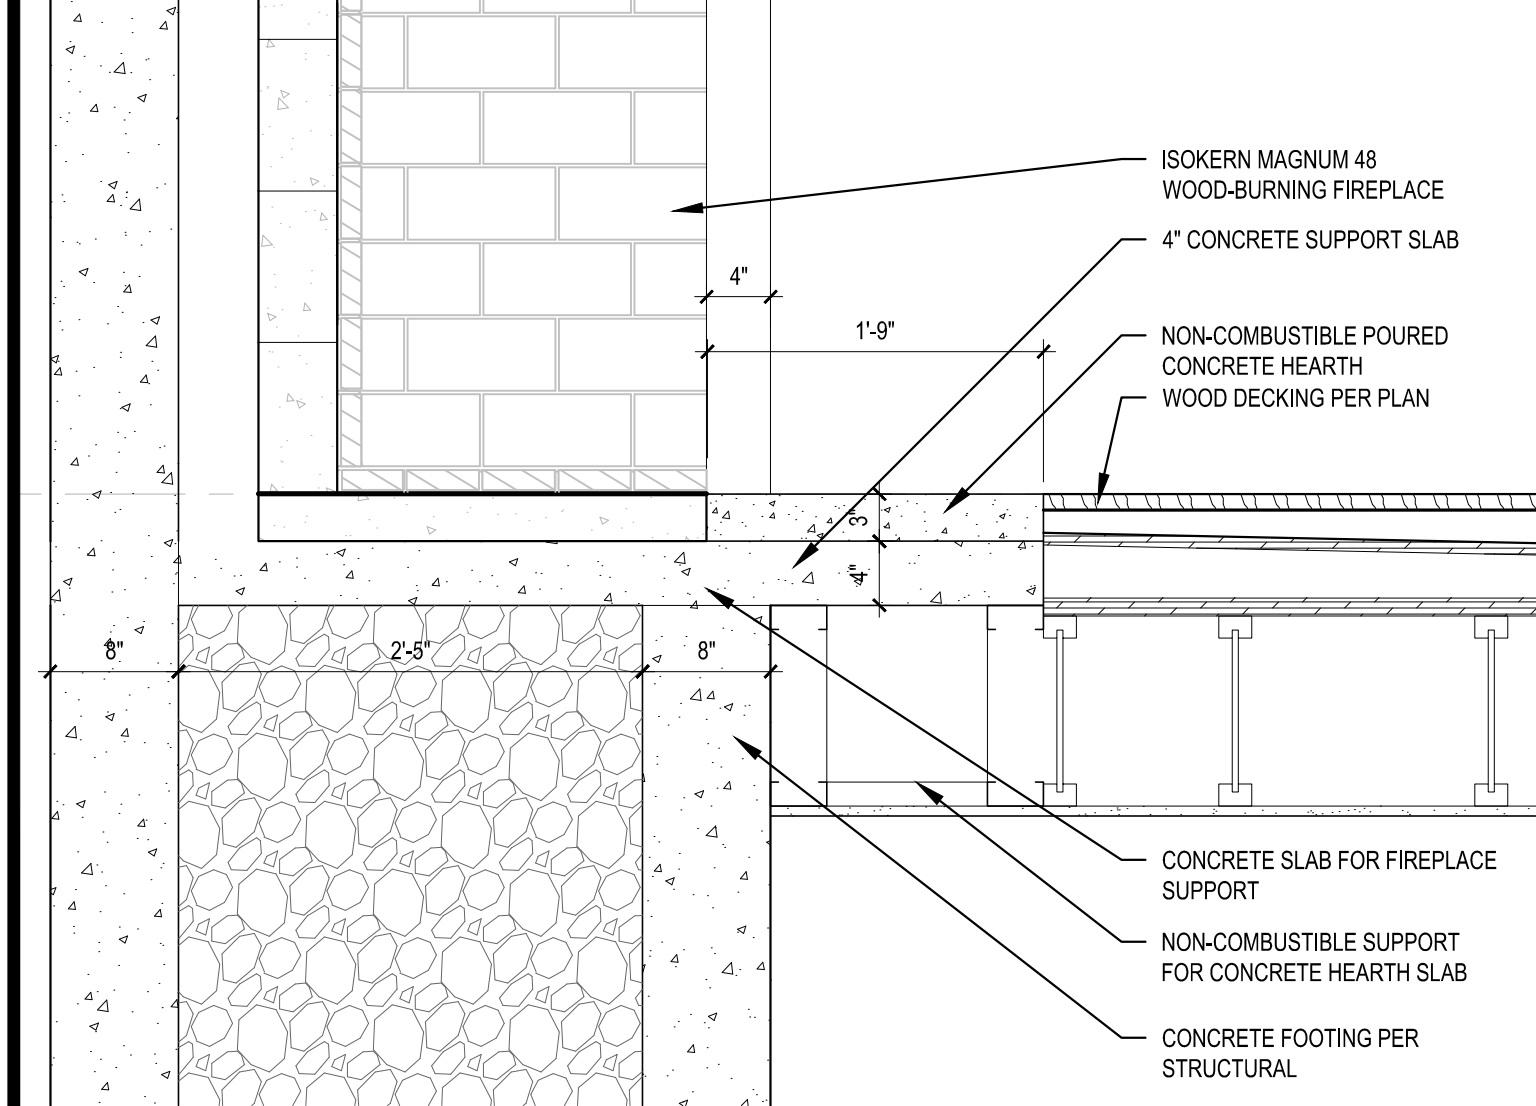 ISOKERN MAGNUM 48
WOOD-BURNING FIREPLACE
4" CONCRETE SUPPORT SLAB
4"
1'-9"
NON-COMBUSTIBLE POURED
CONCRETE HEARTH
WOOD DECKING PER PLAN
3"
4"
8"
2'-5"
8"
CONCRETE SLAB FOR FIREPLACE
SUPPORT
NON-COMBUSTIBLE SUPPORT
FOR CONCRETE HEARTH SLAB
CONCRETE FOOTING PER
STRUCTURAL